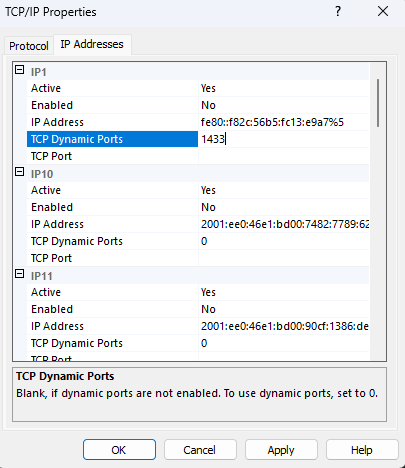 TCP/IP Properties
Protocol
IP Addresses
IP1
Active Yes
Enabled No
IP Address fe80::f82c:56b5:fc13:e9a7%5
TCP Dynamic Ports 1433
TCP Port
IP10
Active Yes
Enabled No
IP Address 2001:ee0:46e1:bd00:7482:7789:62
TCP Dynamic Ports 0
TCP Port
IP11
Active Yes
Enabled No
IP Address 2001:ee0:46e1:bd00:90cf:1386:de
TCP Dynamic Ports 0
TCP Port
TCP Dynamic Ports
Blank, if dynamic ports are not enabled. To use dynamic ports, set to 0.
OK Cancel Apply Help